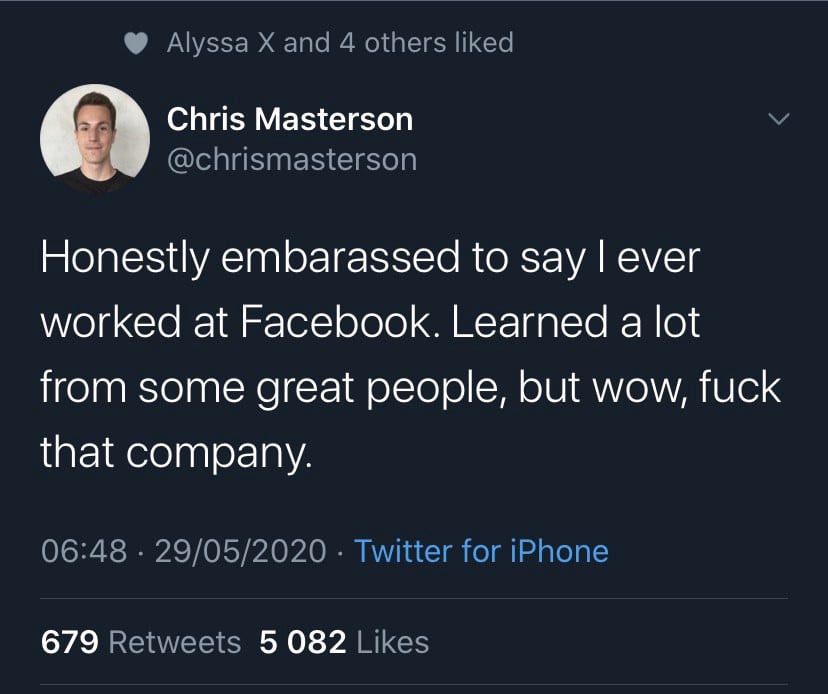 Alyssa X and 4 others liked
Chris Masterson
@chrismasterson
Honestly embarassed to say I ever
worked at Facebook. Learned a lot
from some great people, but wow, fuck
that company.
06:48 · 29/05/2020 · Twitter for iPhone
679 Retweets 5 082 Likes